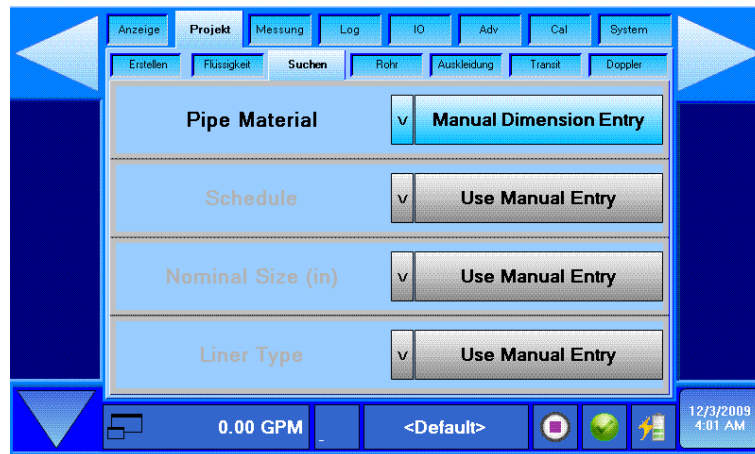 Anzeige Projekt Messung Log IO Adv Cal System
Erstellen Flüssigkeit Suchen Rohr Auskleidung Transit Doppler
Pipe Material v Manual Dimension Entry
Schedule v Use Manual Entry
Nominal Size (in) v Use Manual Entry
Liner Type v Use Manual Entry
0.00 GPM _ <Default> 12/3/2009
4:01 AM